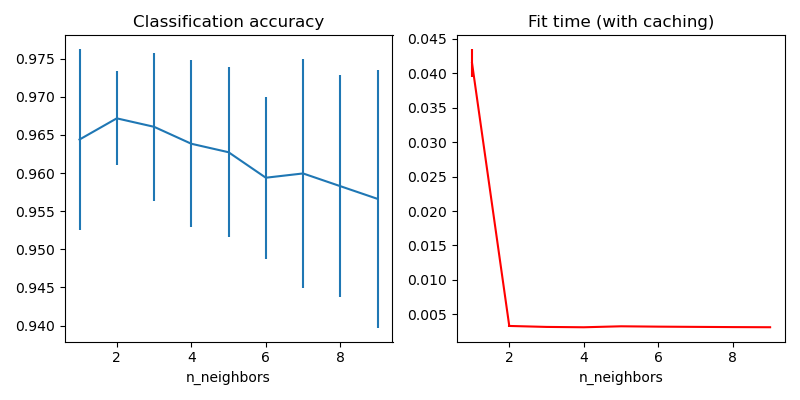 Classification accuracy
0.975
0.970
0.965
0.960
0.955
0.950
0.945
0.940
2 4 6 8
n_neighbors
Fit time (with caching)
0.045
0.040
0.035
0.030
0.025
0.020
0.015
0.010
0.005
2 4 6 8
n_neighbors